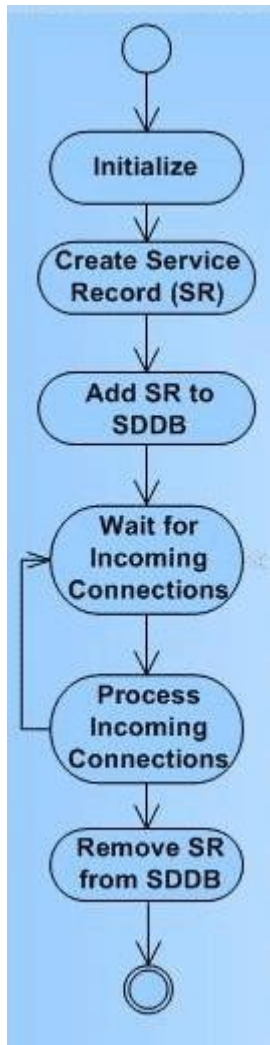 Initialize
Create Service
Record (SR)
Add SR to
SDDB
Wait for
Incoming
Connections
Process
Incoming
Connections
Remove SR
from SDDB